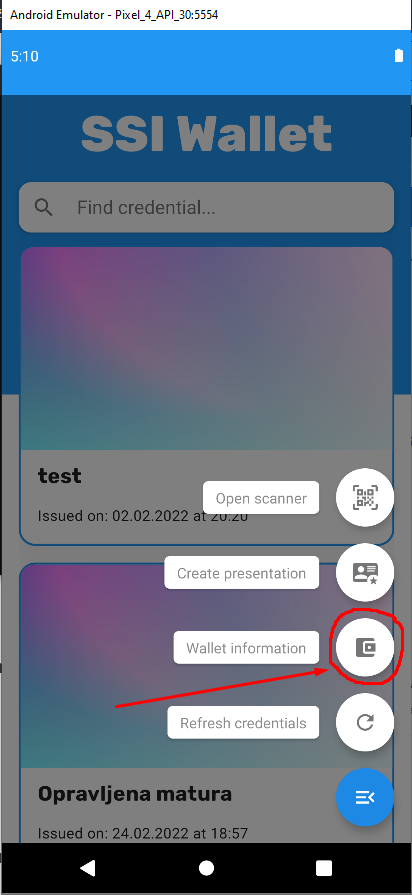 Android Emulator - Pixel_4_API_30:5554
5:10
SSI Wallet
Find credential...
test
Open scanner
Issued on: 02.02.2022 at 20:20
Create presentation
Wallet information
Refresh credentials
Opravljena matura
Issued on: 24.02.2022 at 18:57